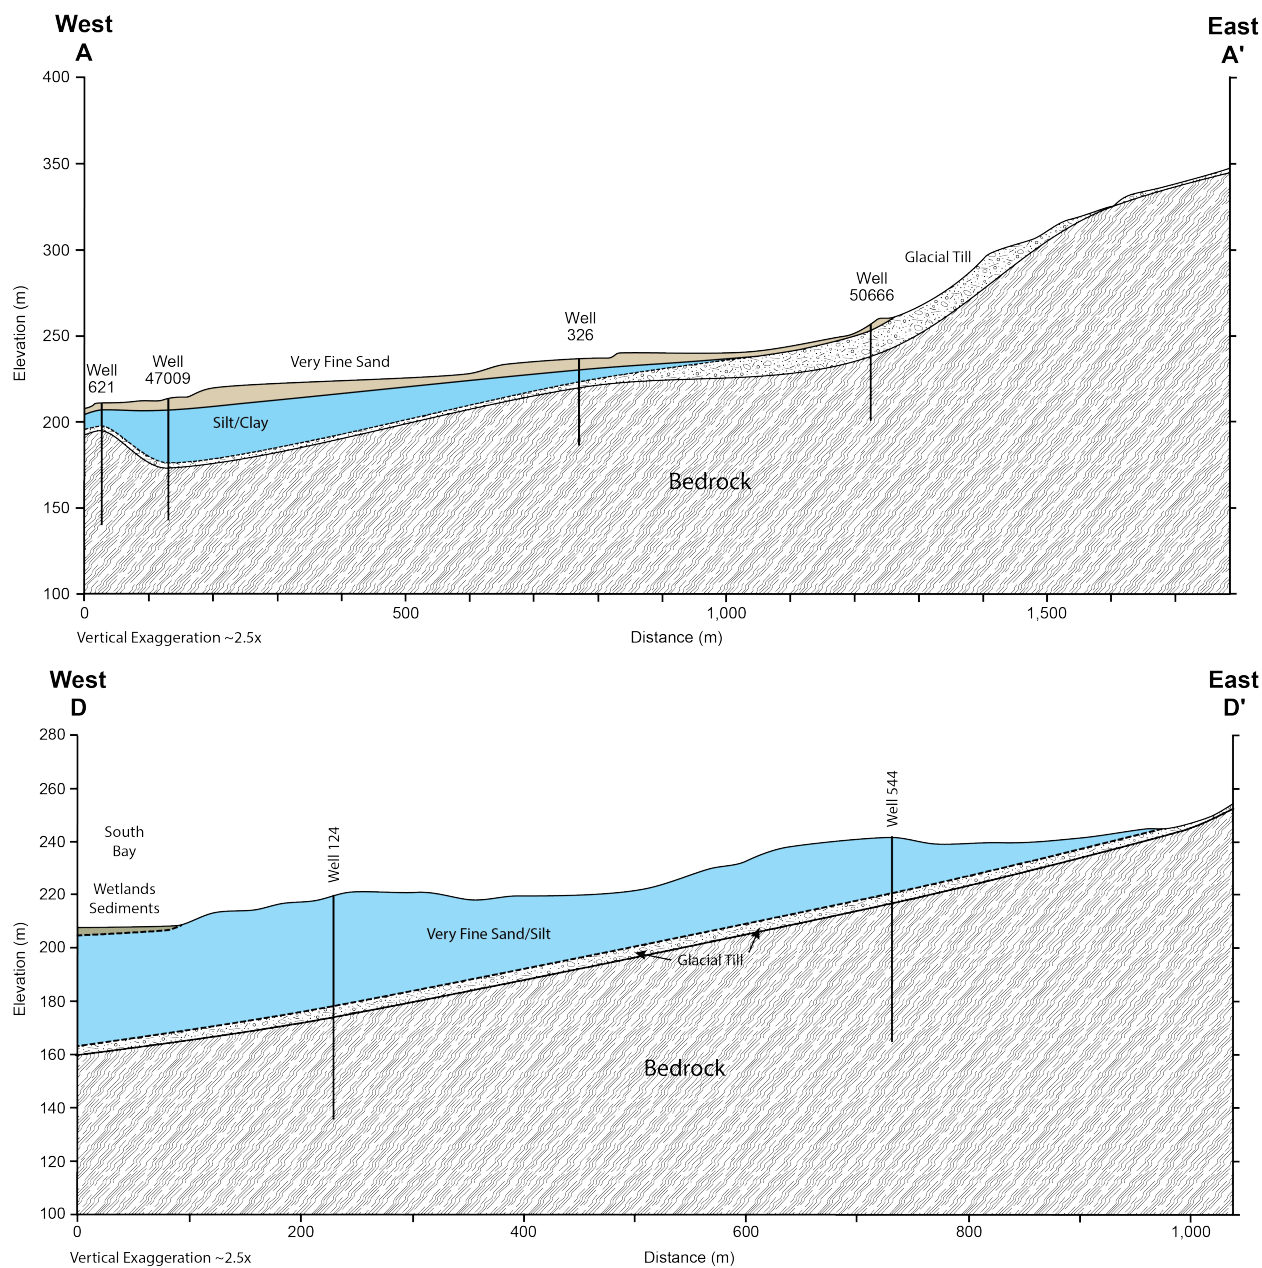 West
A
East
A'
400
350
300
250
200
150
100
Elevation (m)
Well
621
Well
47009
Very Fine Sand
Silt/Clay
Well
326
Well
50666
Glacial Till
Bedrock
0
500
1,000
1,500
Vertical Exaggeration ~2.5x
Distance (m)
West
D
East
D'
280
260
240
220
200
180
160
140
120
100
Elevation (m)
South
Bay
Wetlands
Sediments
Well 124
Well 544
Very Fine Sand/Silt
Glacial Till
Bedrock
0
200
400
600
800
1,000
Vertical Exaggeration ~2.5x
Distance (m)